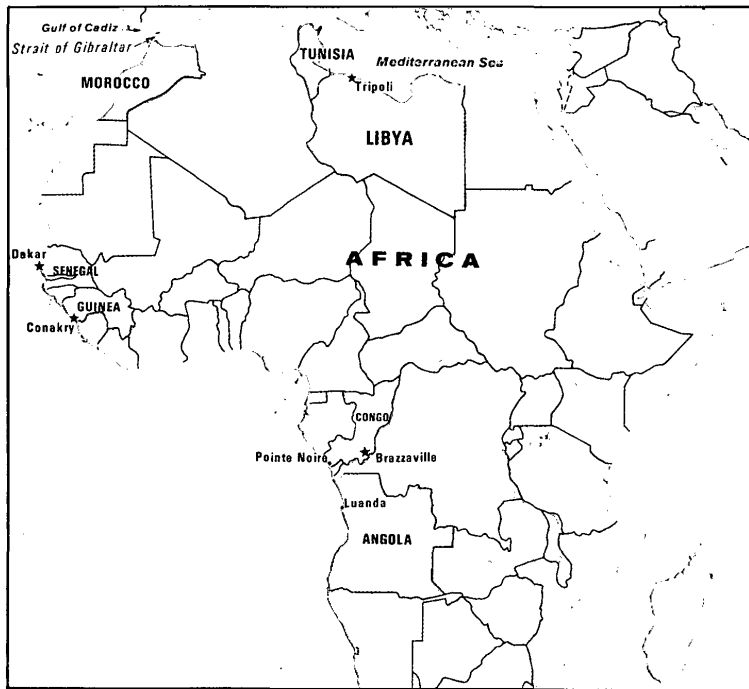 Gulf of Cadiz
Strait of Gibraltar
MOROCCO
TUNISIA
Mediterranean Sea
Tripoli
LIBYA
AFRICA
Dakar
SENEGAL
GUINEA
Conakry
CONGO
Pointe Noire
Brazzaville
Luanda
ANGOLA